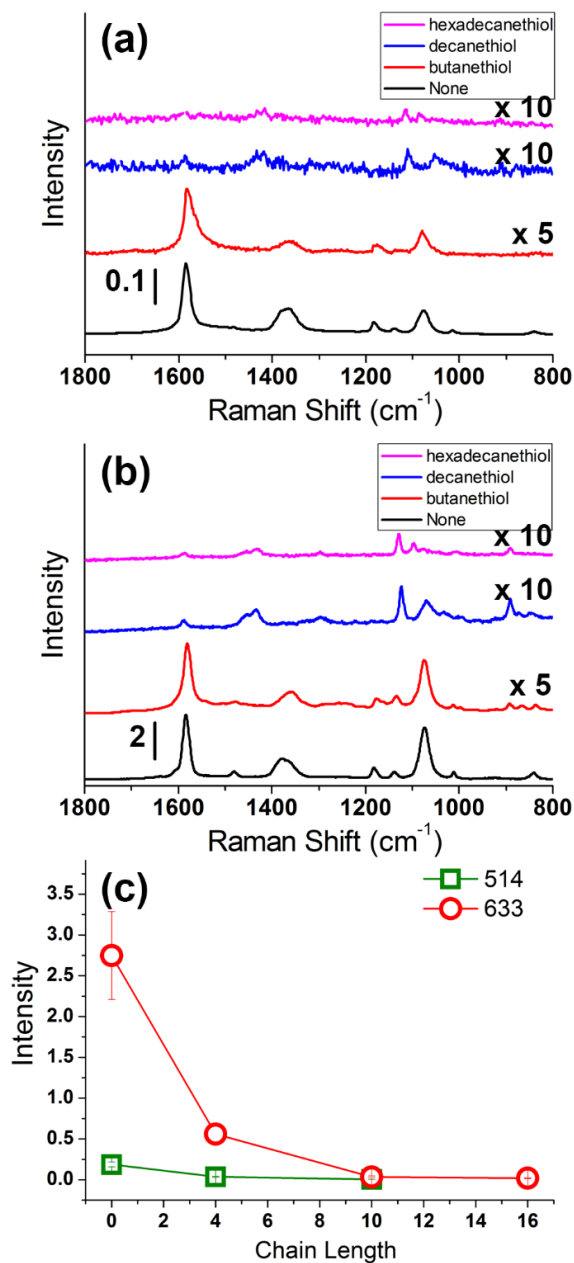 (a)
hexadecanethiol
decanethiol
butanethiol
None
x 10
x 10
x 5
0.1
Intensity
1800 1600 1400 1200 1000 800
Raman Shift (cm⁻¹)
(b)
hexadecanethiol
decanethiol
butanethiol
None
x 10
x 10
x 5
2
Intensity
1800 1600 1400 1200 1000 800
Raman Shift (cm⁻¹)
(c)
514
633
3.5
3.0
2.5
2.0
1.5
1.0
0.5
0.0
Intensity
0 2 4 6 8 10 12 14 16
Chain Length